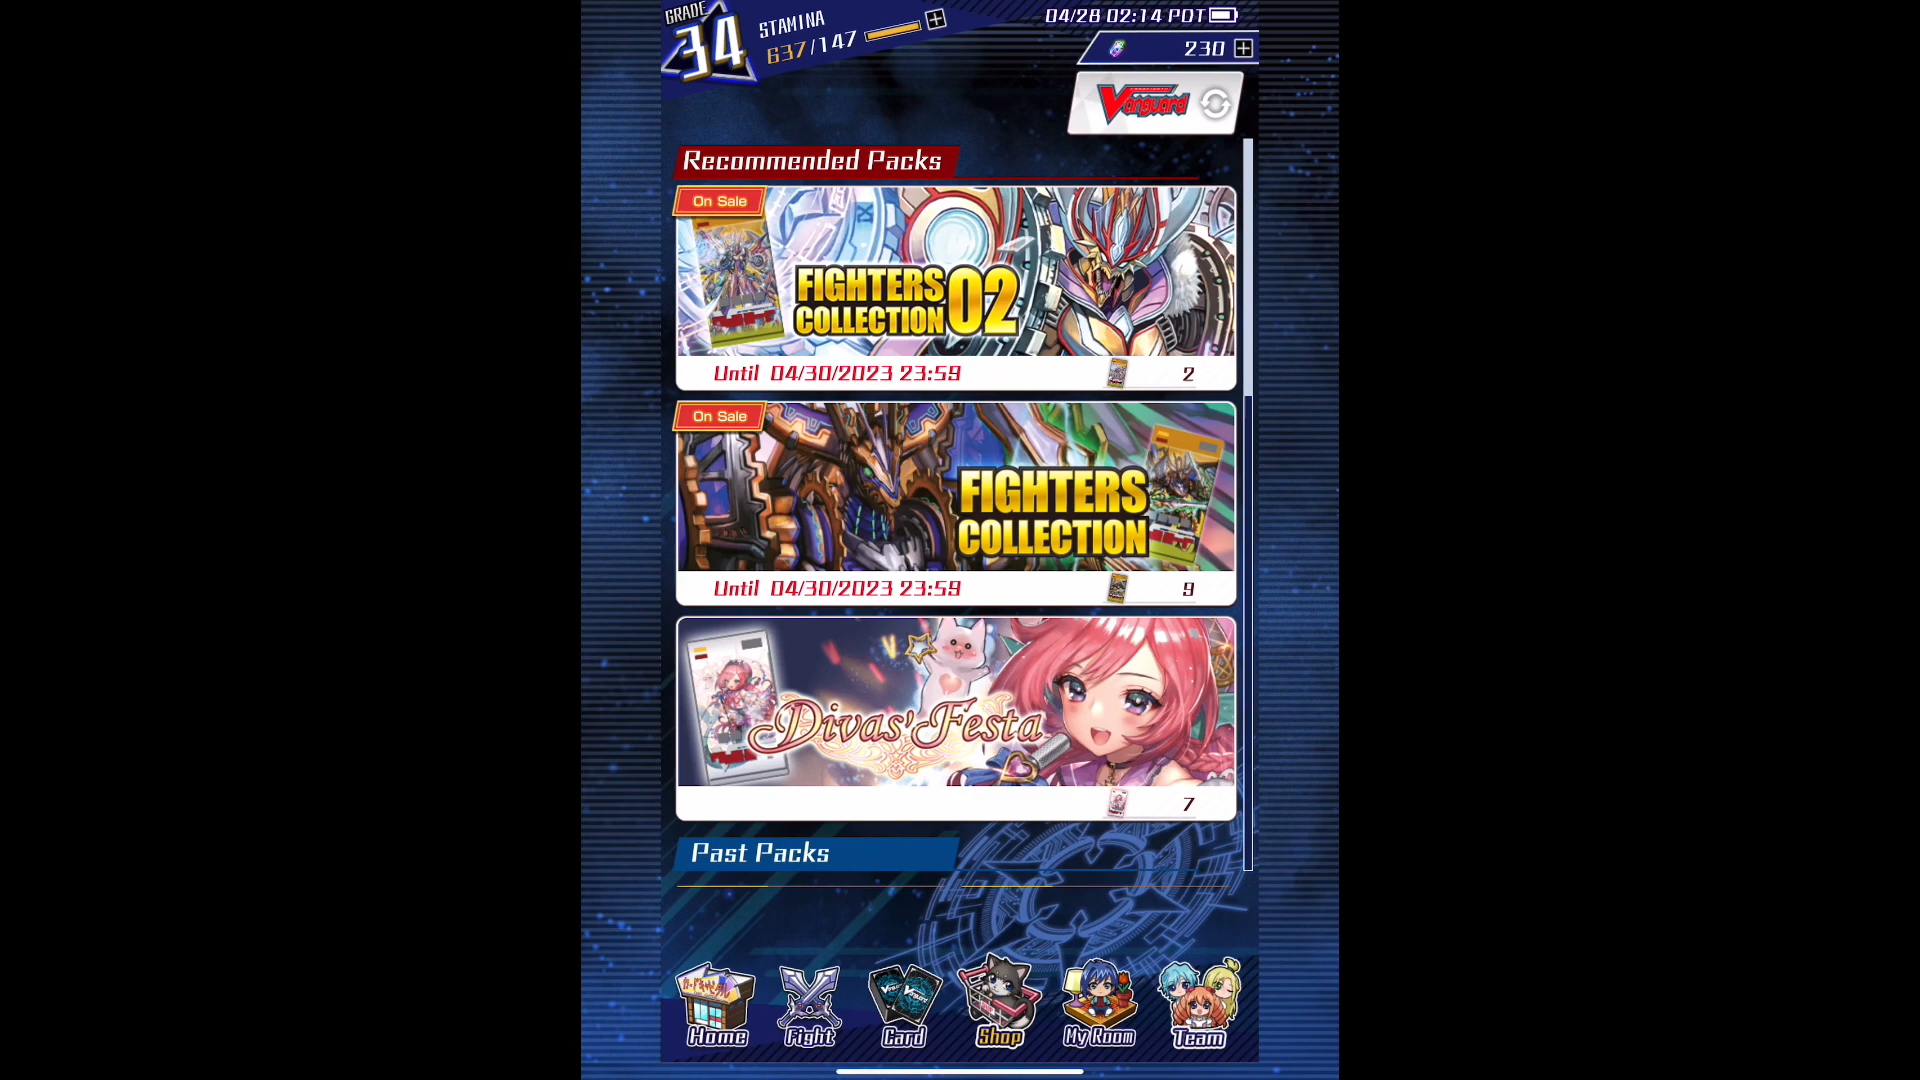 GRADE
34
STAMINA
637/147
04/28 02:14 PDT
230
Vanguard
Recommended Packs
On Sale
FIGHTERS
COLLECTION 02
Until 04/30/2023 23:59
2
On Sale
FIGHTERS
COLLECTION
Until 04/30/2023 23:59
9
Divas' Festa
7
Past Packs
Home
Fight
Card
Shop
My Room
Team